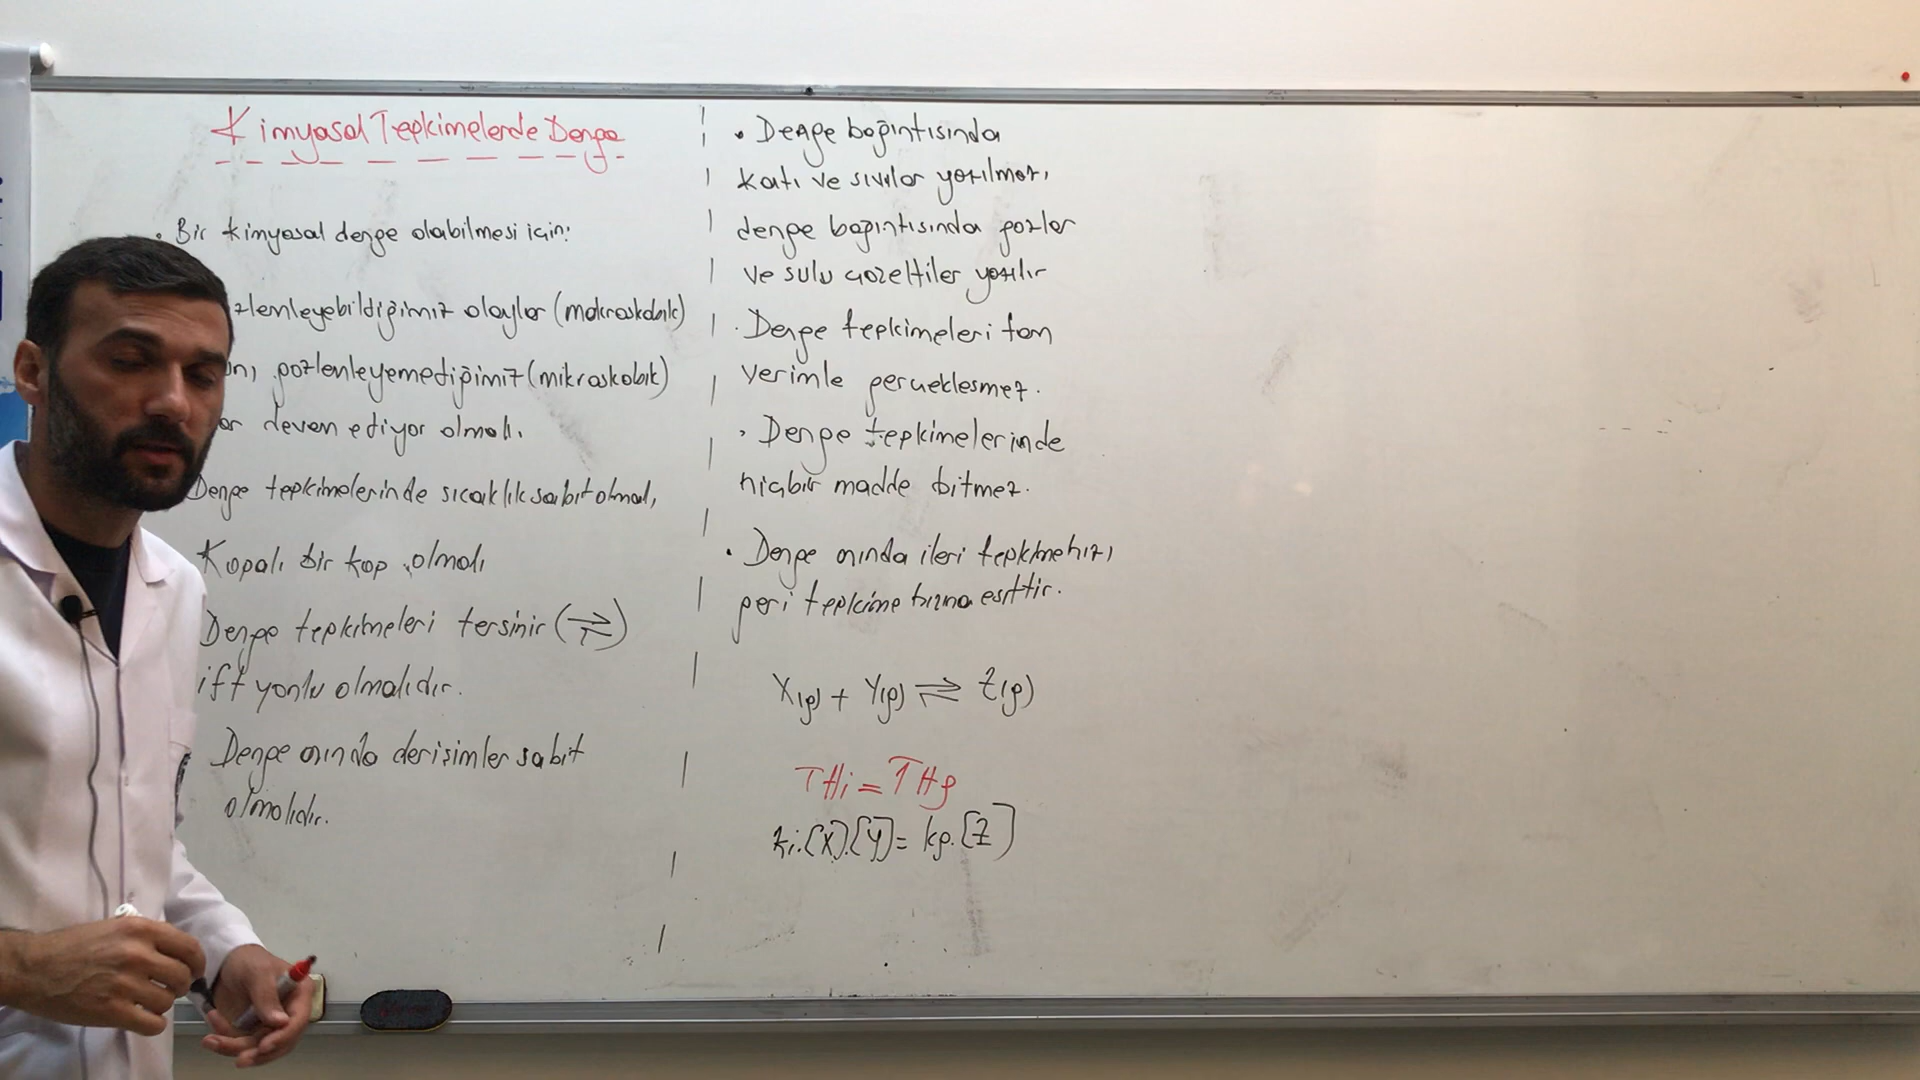 Kimyasal Tepkimelerde Denge
• Bir kimyasal denge olabilmesi için:
zlenleyebildiğimiz olaylar (makroskobik)
gözlenleyemediğimiz (mikroskobik)
devam ediyor olmalı.
Denge tepkimelerinde sıcaklık sabit olmalı,
Kapalı bir kap olmalı
Denge tepkimeleri tersinir (⇌)
ift yönlü olmalıdır.
Denge anında derişimler sabit
olmalıdır.
• Denge bağıntısında
katı ve sıvılar yazılmaz,
denge bağıntısında gazlar
ve sulu çözeltiler yazılır
• Denge tepkimeleri tam
verimle gerçekleşmez.
• Denge tepkimelerinde
hiçbir madde bitmez.
• Denge anında ileri tepkime hızı,
geri tepkime hızına eşittir.
X(g) + Y(g) ⇌ Z(g)
THi = THg
ki.[X].[Y] = kg.[Z]